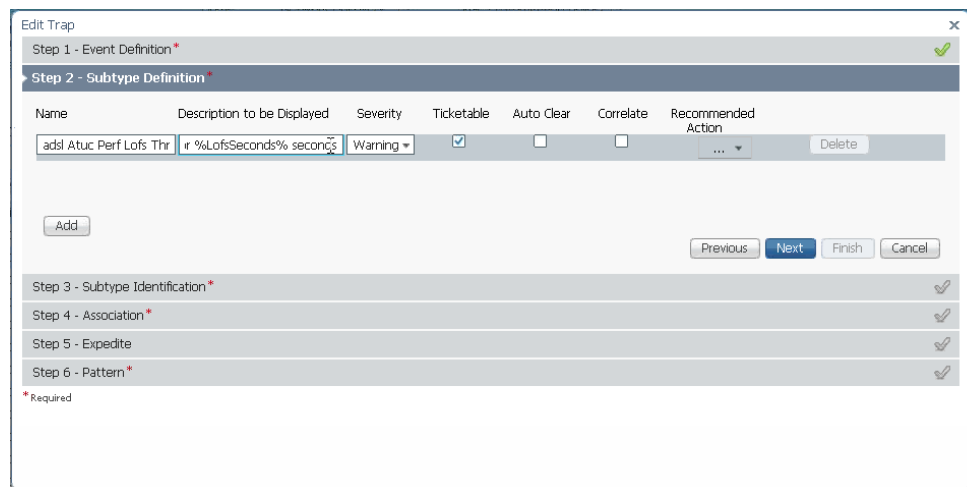 Edit Trap x
Step 1 - Event Definition*
Step 2 - Subtype Definition*
Name Description to be Displayed Severity Ticketable Auto Clear Correlate Recommended Action
adsl Atuc Perf Lofs Thr r %LofsSeconds% seconds Warning ... Delete
Add
Previous Next Finish Cancel
Step 3 - Subtype Identification*
Step 4 - Association*
Step 5 - Expedite
Step 6 - Pattern*
*Required